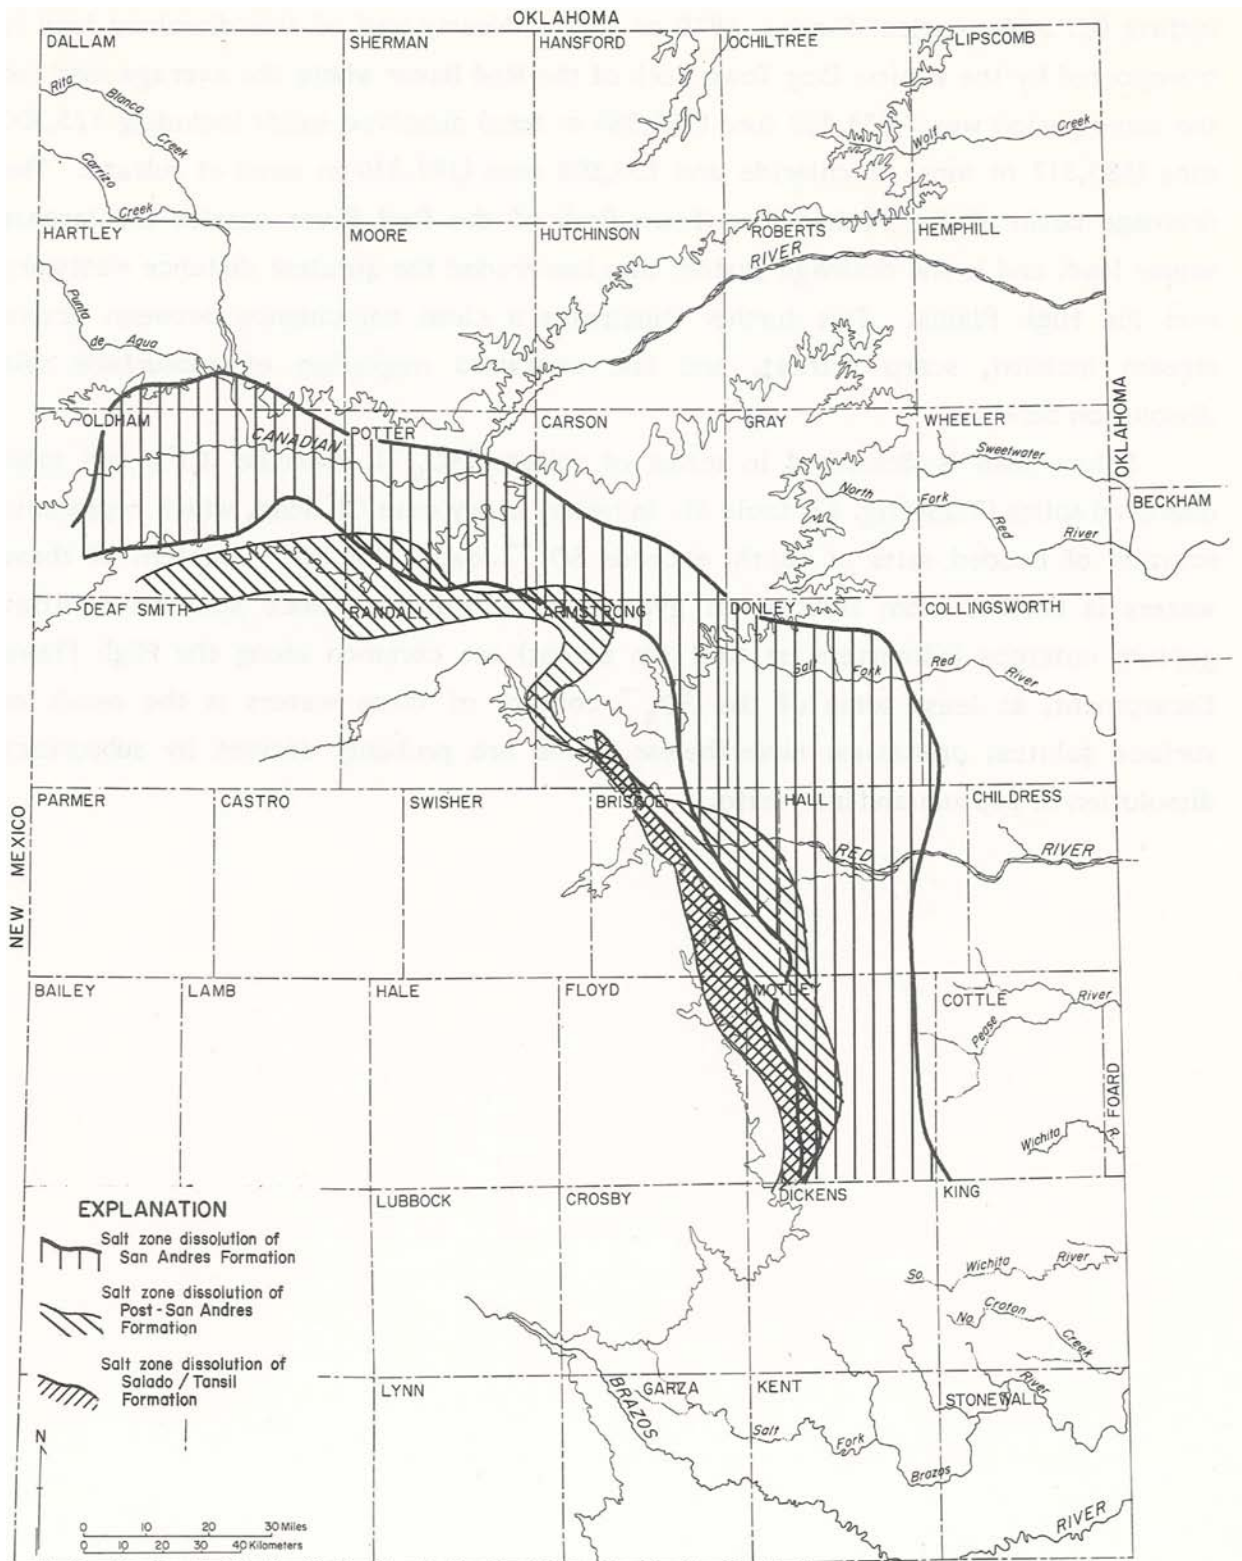 OKLAHOMA
DALLAM
SHERMAN
HANSFORD
OCHILTREE
LIPSCOMB
Rita
Blanca
Creek
Carrizo
Creek
Wolf
Creek
HARTLEY
MOORE
HUTCHINSON
ROBERTS
HEMPHILL
RIVER
Punta
de Agua
OLDHAM
CANADIAN
POTTER
CARSON
GRAY
WHEELER
OKLAHOMA
Sweetwater
BECKHAM
North
Fork
Red
River
DEAF SMITH
RANDALL
ARMSTRONG
DONLEY
COLLINGSWORTH
Salt
Fork
Red
River
PARMER
CASTRO
SWISHER
BRISCOE
HALL
CHILDRESS
NEW MEXICO
RED
RIVER
BAILEY
LAMB
HALE
FLOYD
MOTLEY
COTTLE
Pease
River
FOARD
Wichita
R
LUBBOCK
CROSBY
DICKENS
KING
EXPLANATION
Salt zone dissolution of
San Andres Formation
Salt zone dissolution of
Post-San Andres
Formation
Salt zone dissolution of
Salado / Tansil
Formation
So.
Wichita
River
No
Croton
Creek
LYNN
GARZA
KENT
STONEWALL
River
BRAZOS
Salt
Fork
Brazos
RIVER
N
0 10 20 30 Miles
0 10 20 30 40 Kilometers